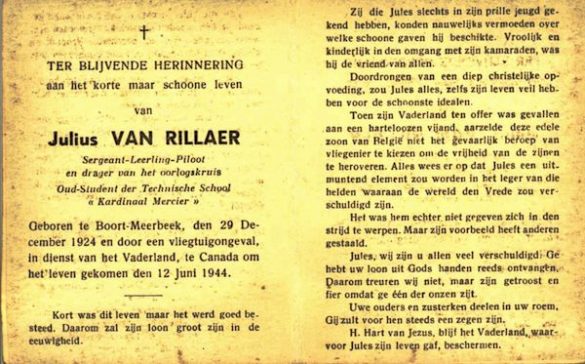 TER BLIJVENDE HERINNERING
aan het korte maar schoone leven
van
Julius VAN RILLAER
Sergeant-Leerling-Piloot
en drager van het oorlogskruis
Oud-Student der Technische School
« Kardinaal Mercier »
Geboren te Boort-Meerbeek, den 29 De-
cember 1924 en door een vliegtuigongeval,
in dienst van het Vaderland, te Canada om
het leven gekomen den 12 Juni 1944.
Kort was dit leven maar het werd goed be-
steed. Daarom zal zijn loon groot zijn in de
eeuwigheid.
Zij die Jules slechts in zijn prille jeugd ge-
kend hebben, konden nauwelijks vermoeden over
welke schoone gaven hij beschikte. Vroolijk en
kinderlijk in den omgang met zijn kamaraden, was
hij de vriend van allen.
Doordrongen van een diep christelijke op-
voeding, zou Jules alles, zelfs zijn leven veil heb-
ben voor de schoonste idealen.
Toen zijn Vaderland ten offer was gevallen
aan een harteloozen vijand, aarzelde deze edele
zoon van België niet het gevaarlijk beroep van
vliegenier te kiezen om de vrijheid van de zijnen
te heroveren. Alles wees er op dat Jules een uit-
muntend element zou worden in het leger van die
helden waaraan de wereld den Vrede zou ver-
schuldigd zijn.
Het was hem echter niet gegeven zich in den
strijd te werpen. Maar zijn voorbeeld heeft anderen
gestaald.
Jules, wij zijn u allen veel verschuldigd: Ge
hebt uw loon uit Gods handen reeds ontvangen.
Daarom treuren wij niet, maar zijn getroost en
fier omdat ge één der onzen zijt.
Uwe ouders en zusterken deelen in uw roem,
Gij zult voor hen steeds een zegen zijn.
H. Hart van Jezus, blijf het Vaderland, waar-
voor Jules zijn leven gaf, beschermen.